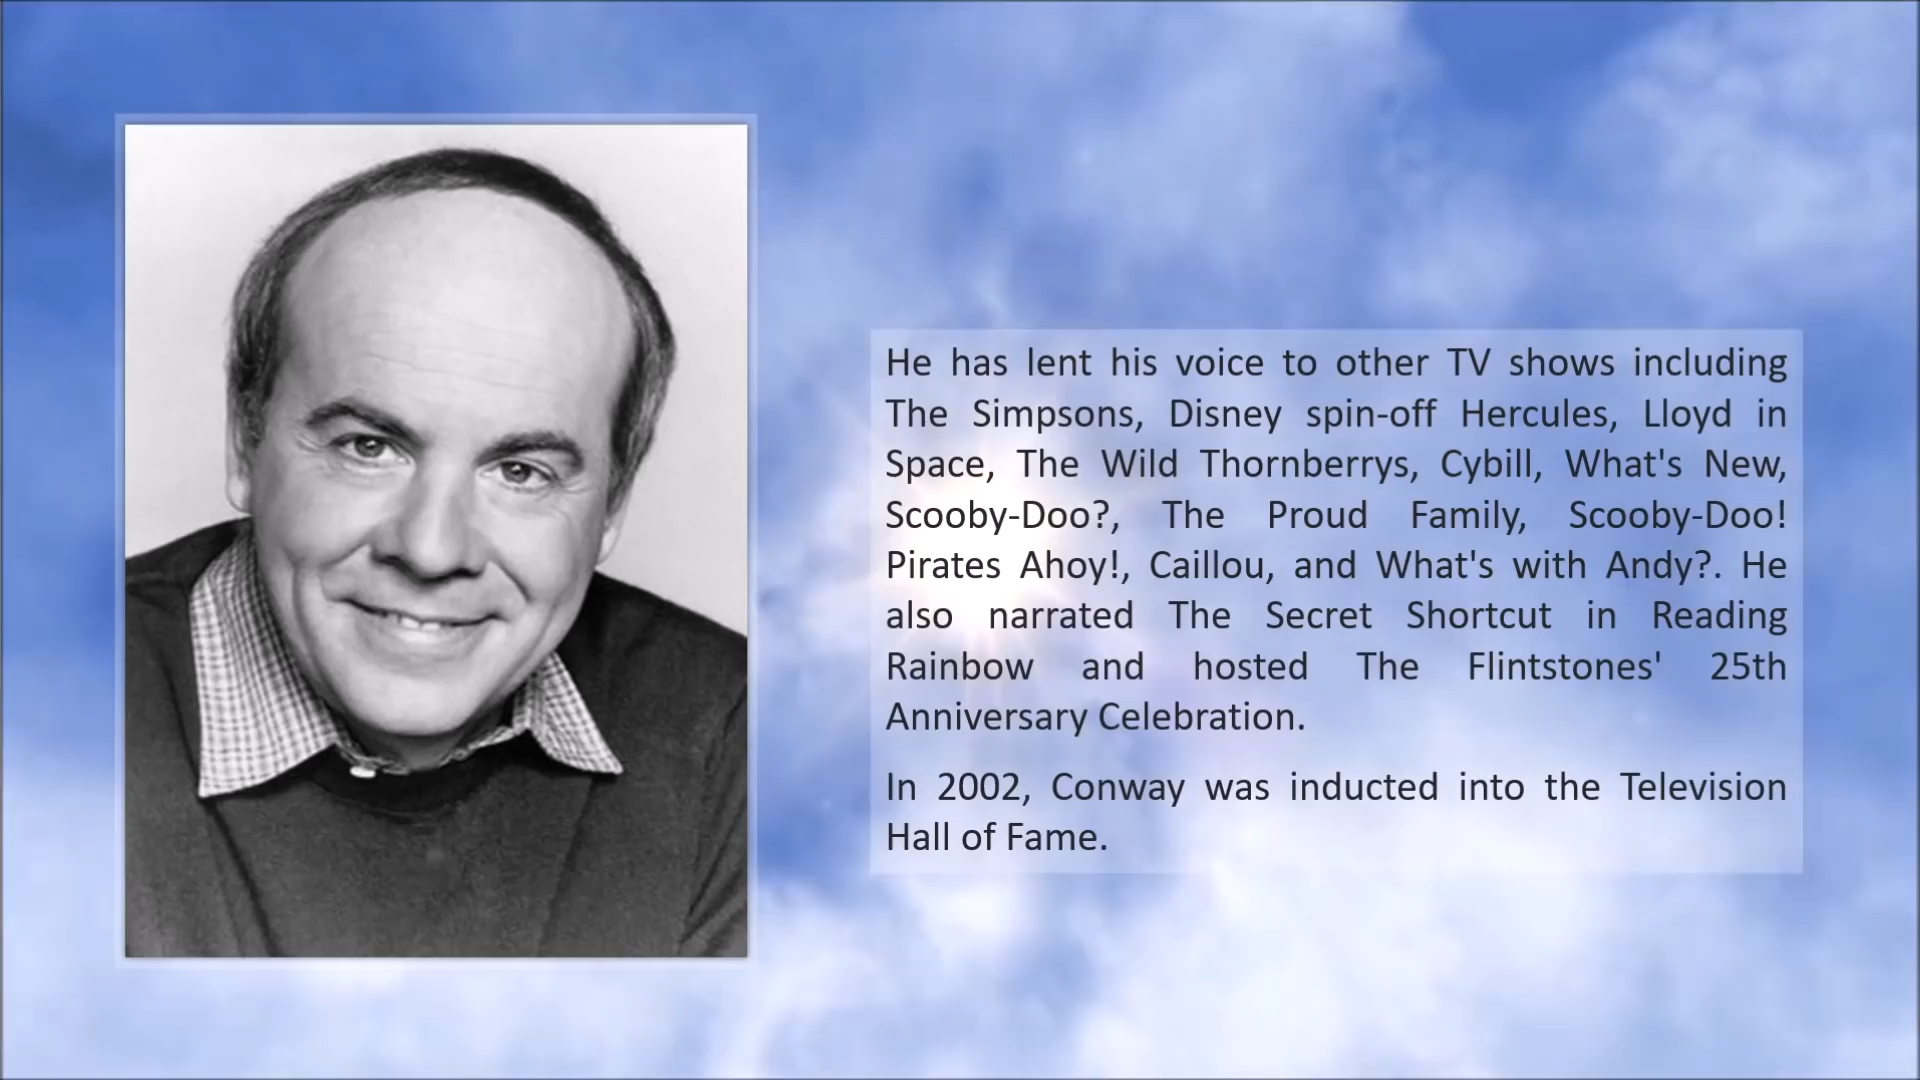 He has lent his voice to other TV shows including
The Simpsons, Disney spin-off Hercules, Lloyd in
Space, The Wild Thornberrys, Cybill, What's New,
Scooby-Doo?, The Proud Family, Scooby-Doo!
Pirates Ahoy!, Caillou, and What's with Andy?. He
also narrated The Secret Shortcut in Reading
Rainbow and hosted The Flintstones' 25th
Anniversary Celebration.
In 2002, Conway was inducted into the Television
Hall of Fame.